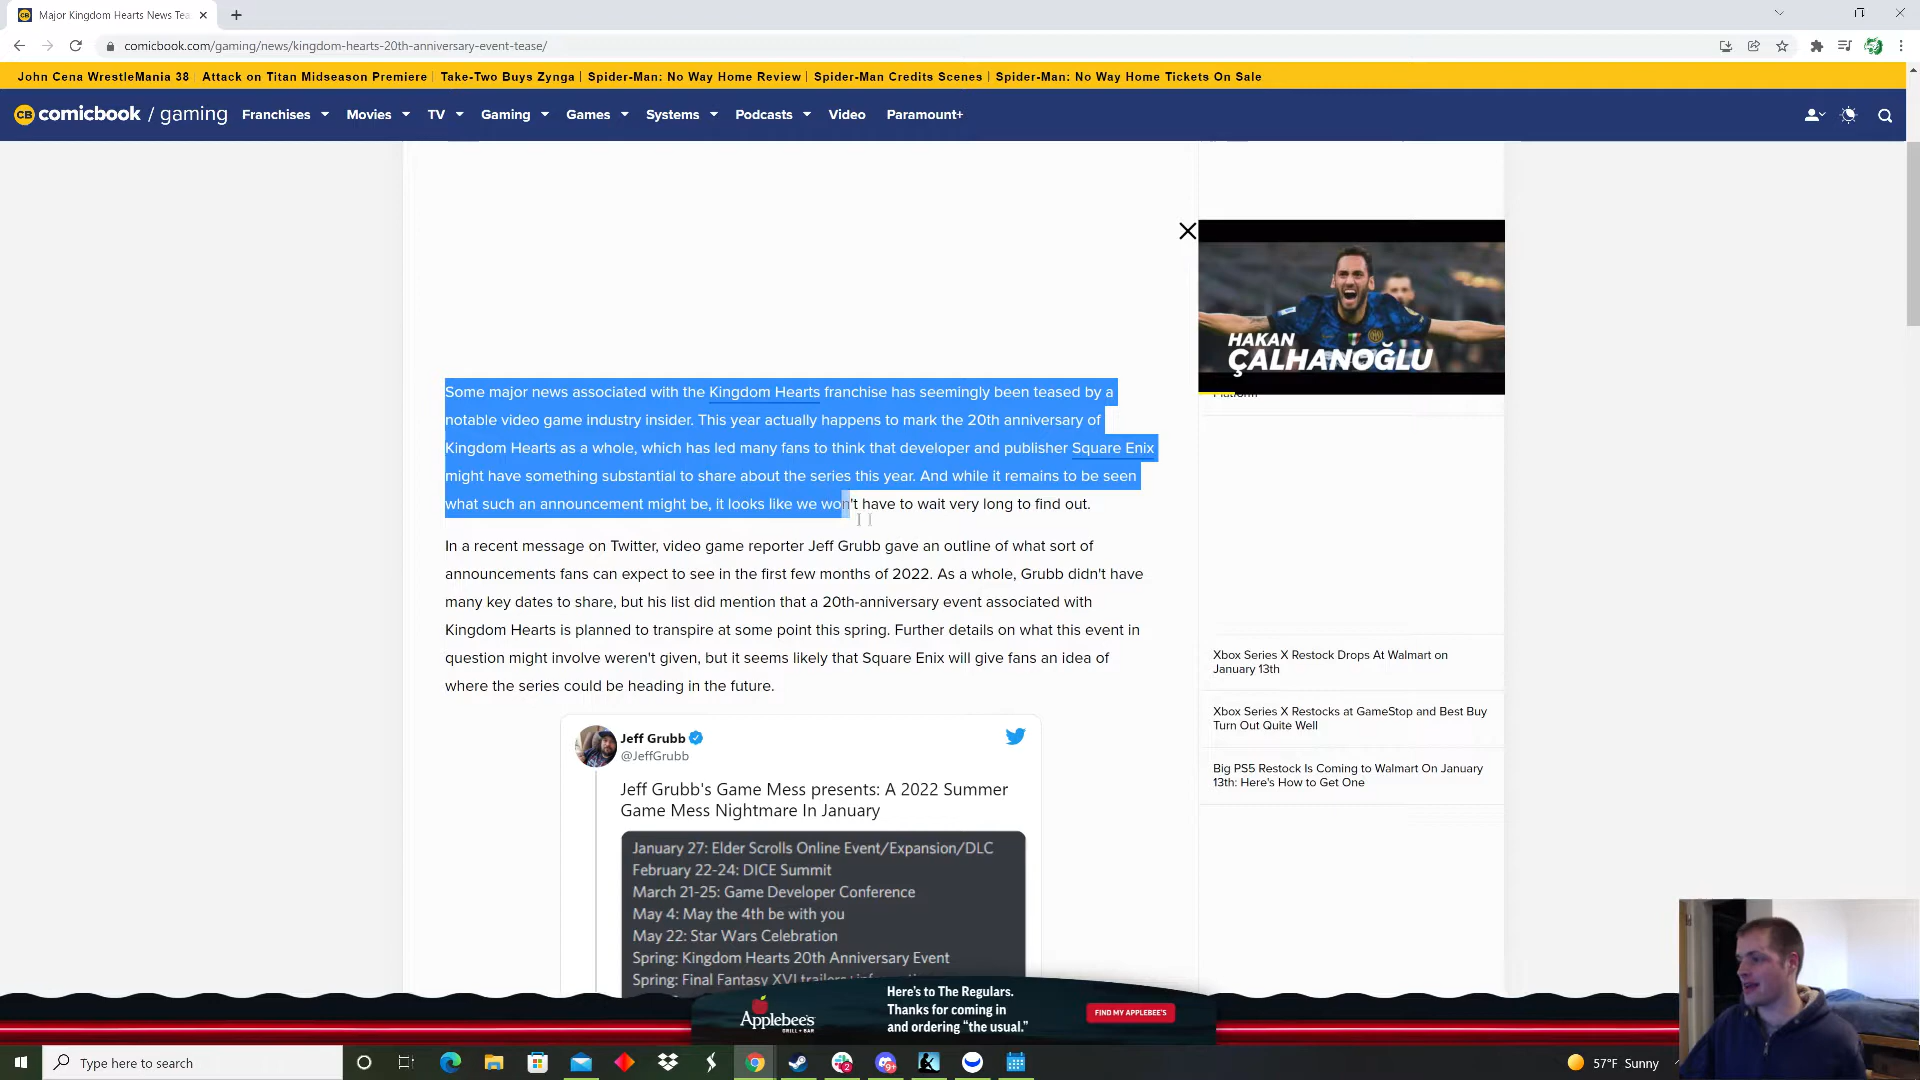 Major Kingdom Hearts News Tea
comicbook.com/gaming/news/kingdom-hearts-20th-anniversary-event-tease/
John Cena WrestleMania 38 | Attack on Titan Midseason Premiere | Take-Two Buys Zynga | Spider-Man: No Way Home Review | Spider-Man Credits Scenes | Spider-Man: No Way Home Tickets On Sale
CB comicbook / gaming Franchises Movies TV Gaming Games Systems Podcasts Video Paramount+
HAKAN
ÇALHANOĞLU
Some major news associated with the Kingdom Hearts franchise has seemingly been teased by a
notable video game industry insider. This year actually happens to mark the 20th anniversary of
Kingdom Hearts as a whole, which has led many fans to think that developer and publisher Square Enix
might have something substantial to share about the series this year. And while it remains to be seen
what such an announcement might be, it looks like we won't have to wait very long to find out.
In a recent message on Twitter, video game reporter Jeff Grubb gave an outline of what sort of
announcements fans can expect to see in the first few months of 2022. As a whole, Grubb didn't have
many key dates to share, but his list did mention that a 20th-anniversary event associated with
Kingdom Hearts is planned to transpire at some point this spring. Further details on what this event in
question might involve weren't given, but it seems likely that Square Enix will give fans an idea of
where the series could be heading in the future.
Xbox Series X Restock Drops At Walmart on
January 13th
Xbox Series X Restocks at GameStop and Best Buy
Turn Out Quite Well
Big PS5 Restock Is Coming to Walmart On January
13th: Here's How to Get One
Jeff Grubb
@JeffGrubb
Jeff Grubb's Game Mess presents: A 2022 Summer
Game Mess Nightmare In January
January 27: Elder Scrolls Online Event/Expansion/DLC
February 22-24: DICE Summit
March 21-25: Game Developer Conference
May 4: May the 4th be with you
May 22: Star Wars Celebration
Spring: Kingdom Hearts 20th Anniversary Event
Spring: Final Fantasy XVI
Applebee's
GRILL + BAR
Here's to The Regulars.
Thanks for coming in
and ordering "the usual."
FIND MY APPLEBEE'S
Type here to search
57°F Sunny